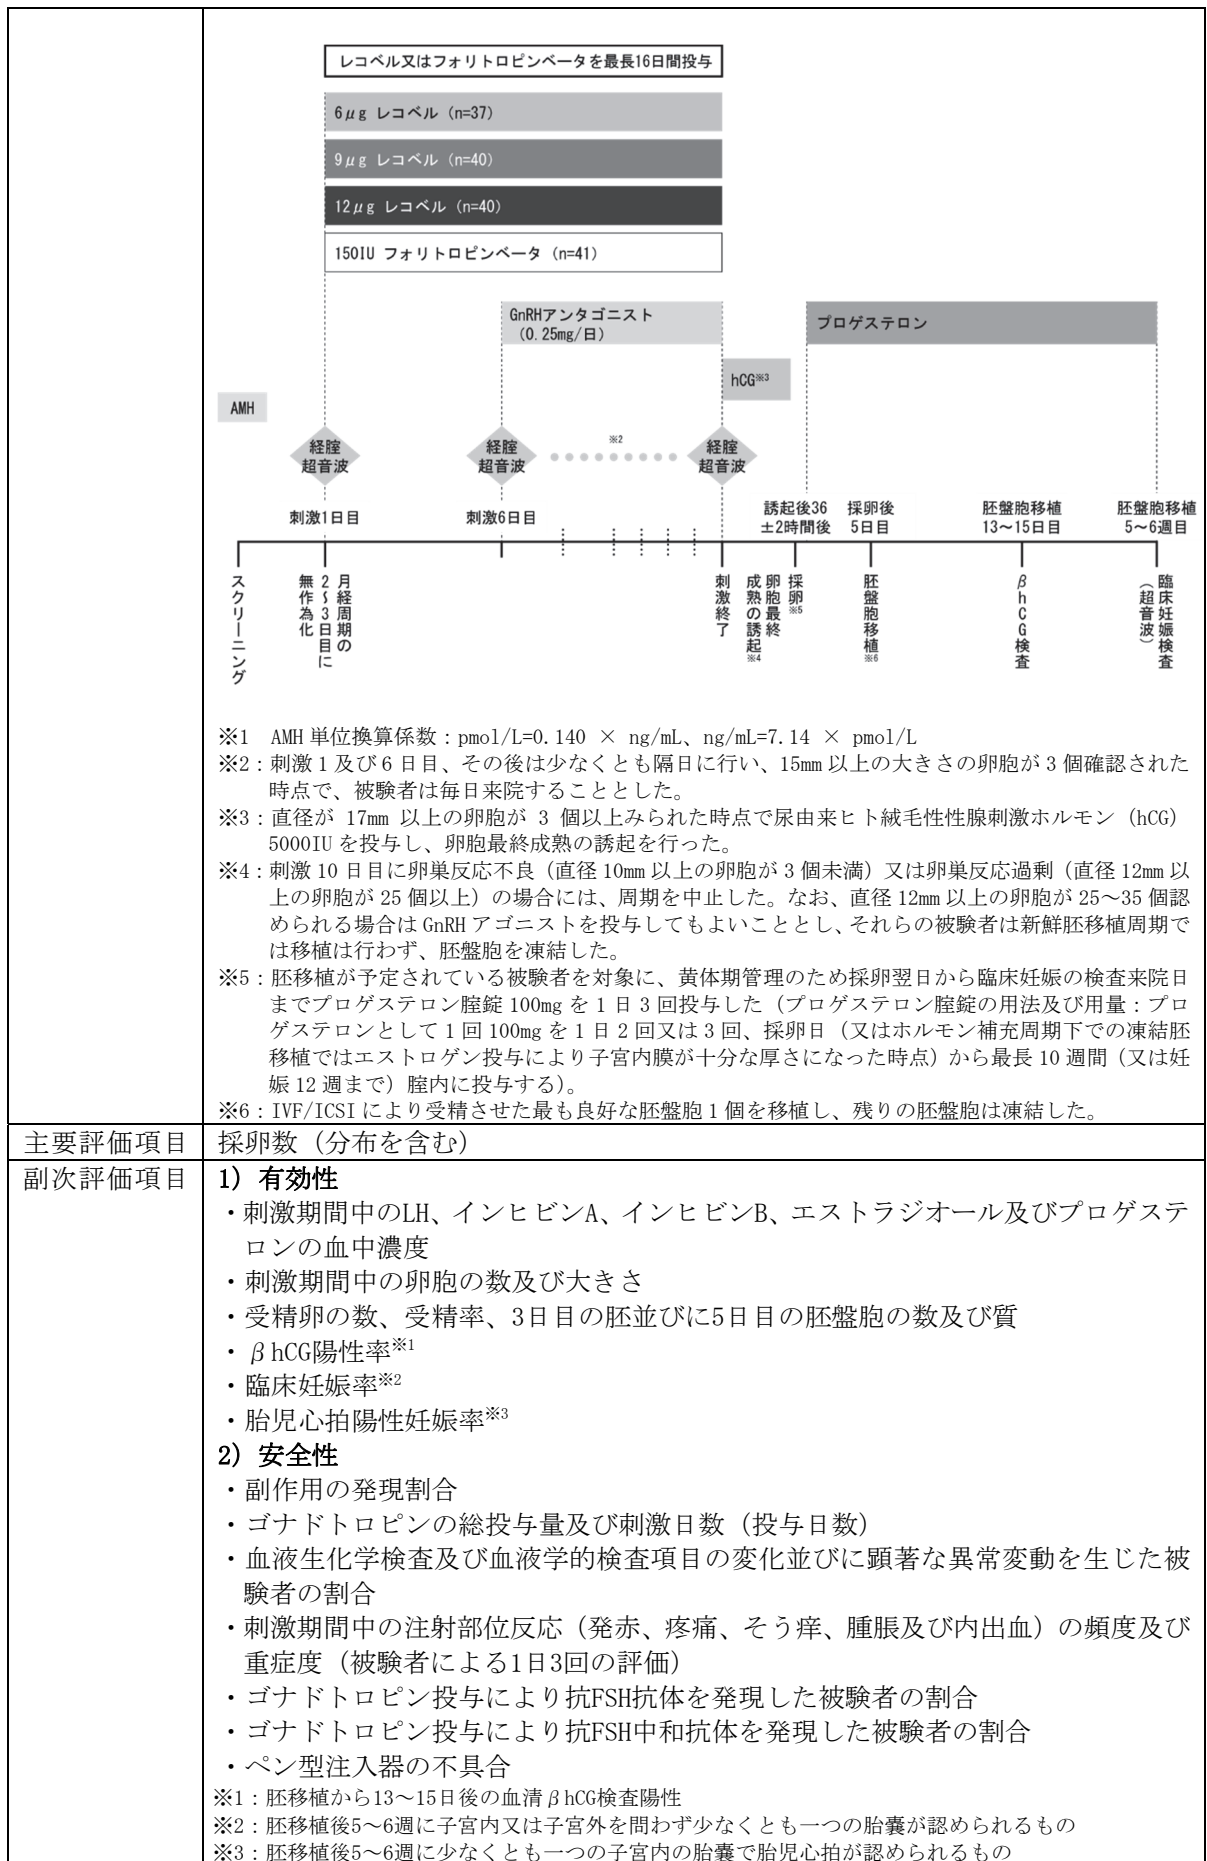 レコベル又はフォリトロピンベータを最長16日間投与
6μg レコベル（n=37）
9μg レコベル（n=40）
12μg レコベル（n=40）
150IU フォリトロピンベータ（n=41）
GnRHアンタゴニスト
（0.25mg/日）
プロゲステロン
hCG※3
AMH
経腟
超音波
経腟
超音波
※2
経腟
超音波
刺激1日目
刺激6日目
誘起後36
±2時間後
採卵後
5日目
胚盤胞移植
13～15日目
胚盤胞移植
5～6週目
スクリーニング
月経周期の
2～3日目に
無作為化
刺激終了
卵胞最終
成熟の誘起※4
採卵※5
胚盤胞移植※6
βhCG検査
臨床妊娠検査
（超音波）
※1 AMH 単位換算係数：pmol/L=0.140 × ng/mL、ng/mL=7.14 × pmol/L
※2：刺激 1 及び 6 日目、その後は少なくとも隔日に行い、15mm 以上の大きさの卵胞が 3 個確認された
時点で、被験者は毎日来院することとした。
※3：直径が 17mm 以上の卵胞が 3 個以上みられた時点で尿由来ヒト絨毛性性腺刺激ホルモン（hCG）
5000IU を投与し、卵胞最終成熟の誘起を行った。
※4：刺激 10 日目に卵巣反応不良（直径 10mm 以上の卵胞が 3 個未満）又は卵巣反応過剰（直径 12mm 以
上の卵胞が 25 個以上）の場合には、周期を中止した。なお、直径 12mm 以上の卵胞が 25～35 個認
められる場合は GnRH アゴニストを投与してもよいこととし、それらの被験者は新鮮胚移植周期で
は移植は行わず、胚盤胞を凍結した。
※5：胚移植が予定されている被験者を対象に、黄体期管理のため採卵翌日から臨床妊娠の検査来院日
までプロゲステロン腟錠 100mg を 1 日 3 回投与した（プロゲステロン腟錠の用法及び用量：プロ
ゲステロンとして 1 回 100mg を 1 日 2 回又は 3 回、採卵日（又はホルモン補充周期下での凍結胚
移植ではエストロゲン投与により子宮内膜が十分な厚さになった時点）から最長 10 週間（又は妊
娠 12 週まで）腟内に投与する）。
※6：IVF/ICSI により受精させた最も良好な胚盤胞 1 個を移植し、残りの胚盤胞は凍結した。
主要評価項目
採卵数（分布を含む）
副次評価項目
1）有効性
・刺激期間中のLH、インヒビンA、インヒビンB、エストラジオール及びプロゲステ
ロンの血中濃度
・刺激期間中の卵胞の数及び大きさ
・受精卵の数、受精率、3日目の胚並びに5日目の胚盤胞の数及び質
・βhCG陽性率※1
・臨床妊娠率※2
・胎児心拍陽性妊娠率※3
2）安全性
・副作用の発現割合
・ゴナドトロピンの総投与量及び刺激日数（投与日数）
・血液生化学検査及び血液学的検査項目の変化並びに顕著な異常変動を生じた被
験者の割合
・刺激期間中の注射部位反応（発赤、疼痛、そう痒、腫脹及び内出血）の頻度及び
重症度（被験者による1日3回の評価）
・ゴナドトロピン投与により抗FSH抗体を発現した被験者の割合
・ゴナドトロピン投与により抗FSH中和抗体を発現した被験者の割合
・ペン型注入器の不具合
※1：胚移植から13～15日後の血清βhCG検査陽性
※2：胚移植後5～6週に子宮内又は子宮外を問わず少なくとも一つの胎嚢が認められるもの
※3：胚移植後5～6週に少なくとも一つの子宮内の胎嚢で胎児心拍が認められるもの